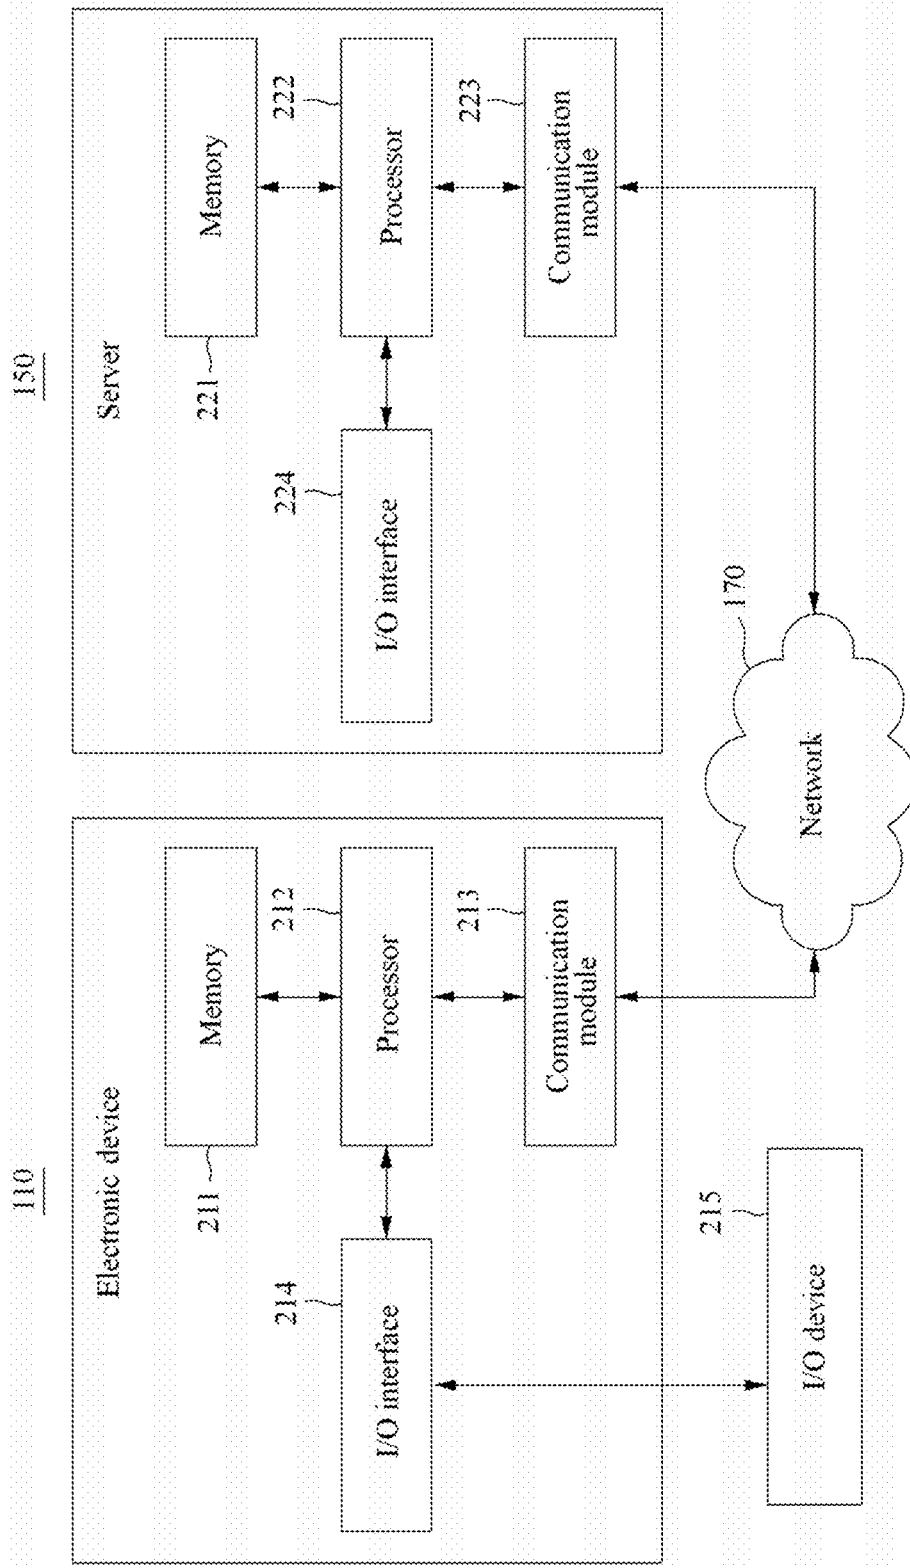 110
Electronic device
Memory
211
212
Processor
214
I/O interface
213
Communication
module
215
I/O device
150
Server
Memory
221
222
Processor
224
I/O interface
223
Communication
module
170
Network